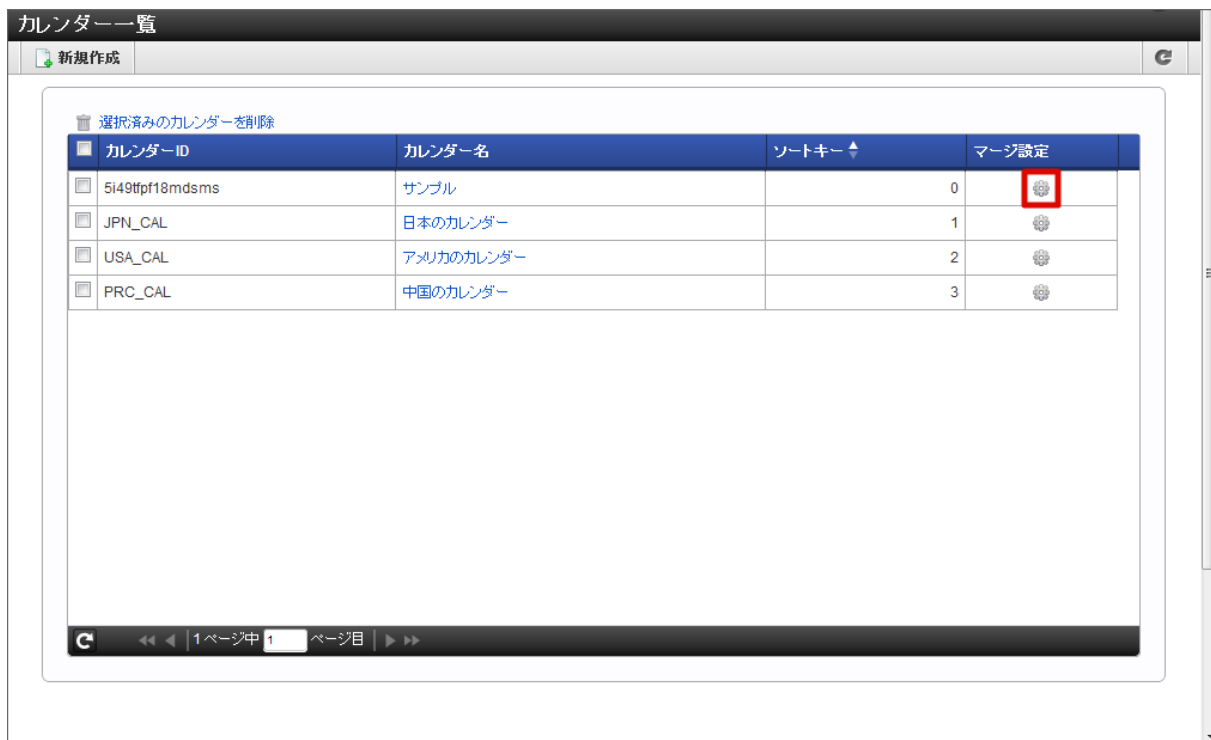 カレンダー一覧
新規作成
選択済みのカレンダーを削除
カレンダーID カレンダー名 ソートキー マージ設定
5i49tfpf18mdsms サンプル 0
JPN_CAL 日本のカレンダー 1
USA_CAL アメリカのカレンダー 2
PRC_CAL 中国のカレンダー 3
1ページ中 1 ページ目